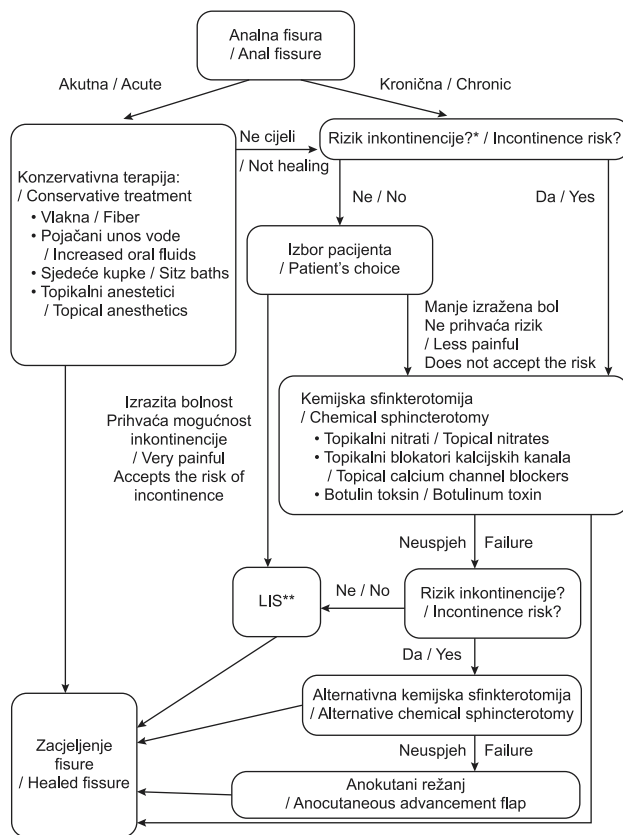 Analna fisura
/ Anal fissure
Akutna / Acute
Kronična / Chronic
Ne cijeli
/ Not healing
Rizik inkontinencije?* / Incontinence risk?
Konzervativna terapija:
/ Conservative treatment
• Vlakna / Fiber
• Pojačani unos vode
/ Increased oral fluids
• Sjedeće kupke / Sitz baths
• Topikalni anestetici
/ Topical anesthetics
Ne / No
Da / Yes
Izbor pacijenta
/ Patient's choice
Manje izražena bol
Ne prihvaća rizik
/ Less painful
Does not accept the risk
Izrazita bolnost
Prihvaća mogućnost
inkontinencije
/ Very painful
Accepts the risk of
incontinence
Kemijska sfinkterotomija
/ Chemical sphincterotomy
• Topikalni nitrati / Topical nitrates
• Topikalni blokatori kalcijskih kanala
/ Topical calcium channel blockers
• Botulin toksin / Botulinum toxin
Neuspjeh Failure
LIS**
Ne / No
Rizik inkontinencije?
/ Incontinence risk?
Da / Yes
Alternativna kemijska sfinkterotomija
/ Alternative chemical sphincterotomy
Neuspjeh Failure
Zacjeljenje
fisure
/ Healed fissure
Anokutani režanj
/ Anocutaneous advancement flap